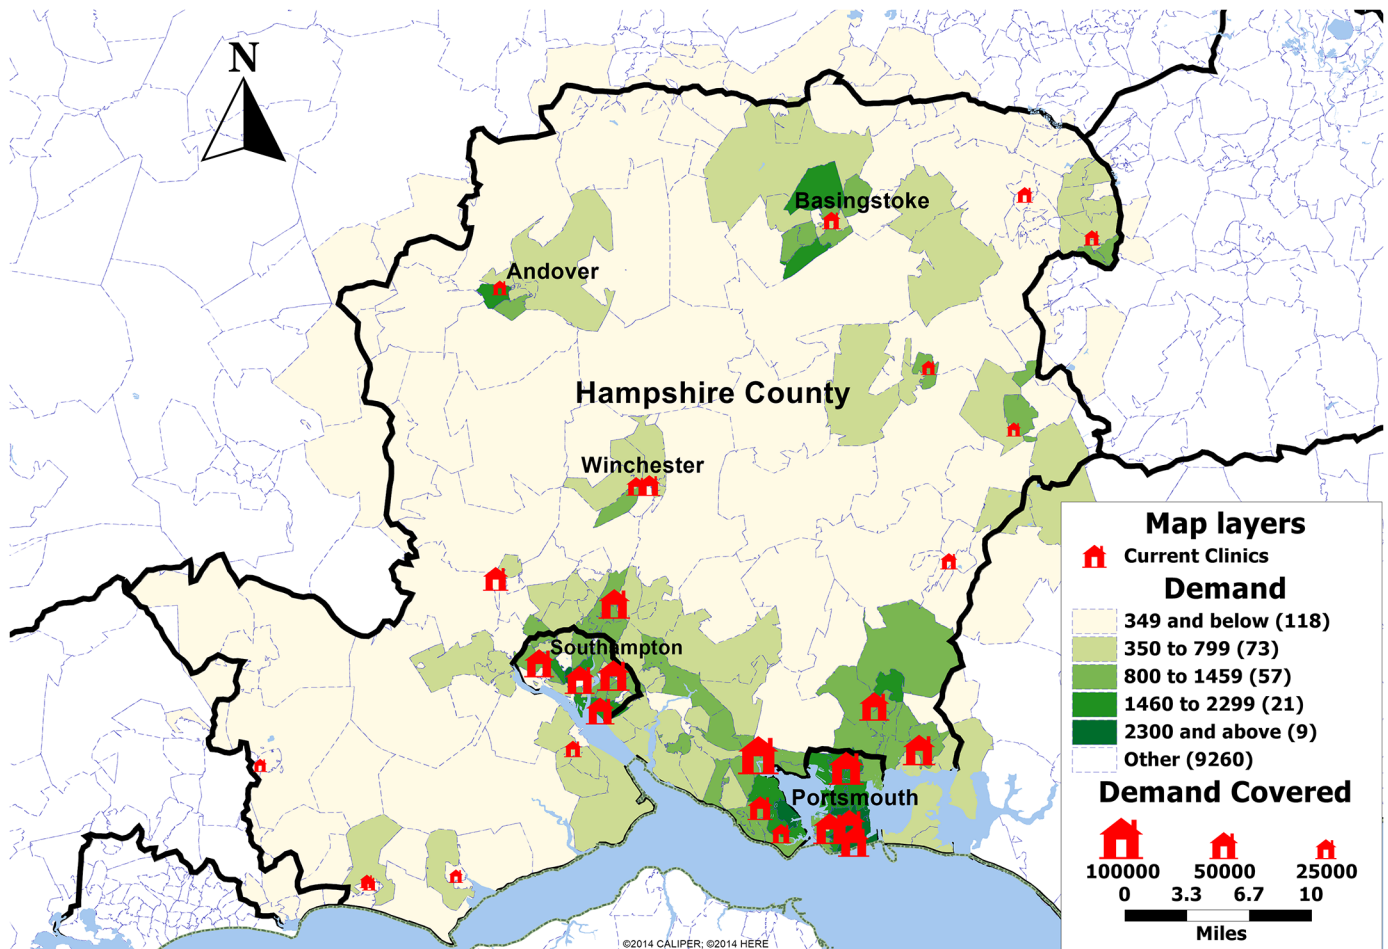 N
Basingstoke
Andover
Hampshire County
Winchester
Southampton
Portsmouth
Map layers
Current Clinics
Demand
349 and below (118)
350 to 799 (73)
800 to 1459 (57)
1460 to 2299 (21)
2300 and above (9)
Other (9260)
Demand Covered
100000 50000 25000
0 3.3 6.7 10
Miles
©2014 CALIPER; ©2014 HERE